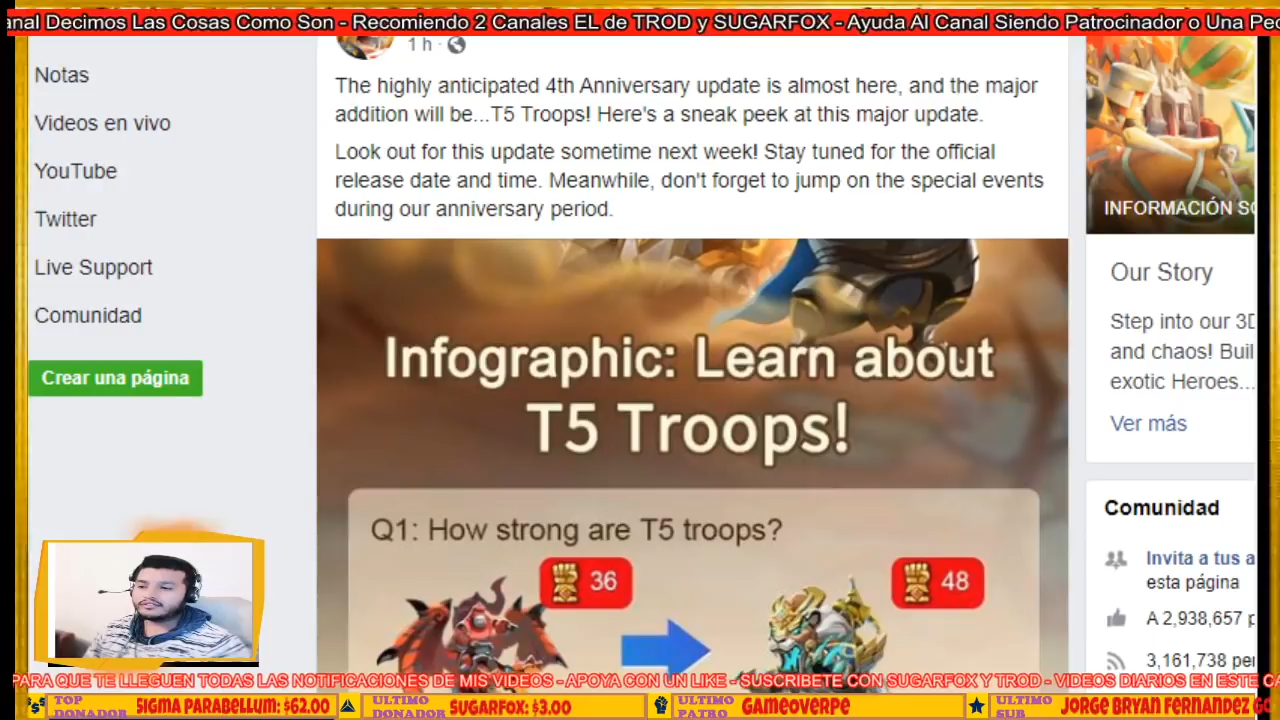 anal Decimos Las Cosas Como Son - Recomiendo 2 Canales EL de TROD y SUGARFOX - Ayuda Al Canal Siendo Patrocinador o Una Pe
1 h ·
Notas
Videos en vivo
YouTube
Twitter
Live Support
Comunidad
Crear una página
The highly anticipated 4th Anniversary update is almost here, and the major
addition will be...T5 Troops! Here's a sneak peek at this major update.
Look out for this update sometime next week! Stay tuned for the official
release date and time. Meanwhile, don't forget to jump on the special events
during our anniversary period.
Infographic: Learn about
T5 Troops!
Q1: How strong are T5 troops?
36
48
INFORMACIÓN SO
Our Story
Step into our 3D
and chaos! Buil
exotic Heroes...
Ver más
Comunidad
Invita a tus a
esta página
A 2,938,657 p
3,161,738 per
PARA QUE TE LLEGUEN TODAS LAS NOTIFICACIONES DE MIS VIDEOS - APOYA CON UN LIKE - SUSCRIBETE CON SUGARFOX Y TROD - VIDEOS DIARIOS EN ESTE CA
TOP DONADOR SIGMA PARABELLUM: $62.00
ULTIMO DONADOR SUGARFOX: $3.00
ULTIMO PATRO GAMEOVERPE
ULTIMO SUB JORGE BRYAN FERNANDEZ GO